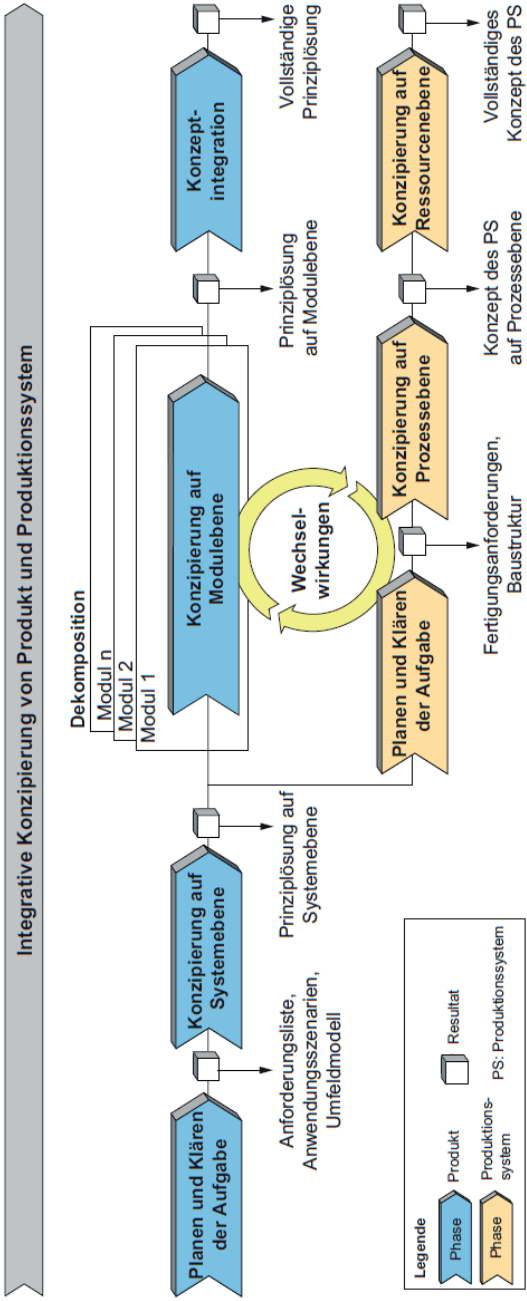 Integrative Konzipierung von Produkt und Produktionssystem
Dekomposition
Modul n
Modul 2
Modul 1
Planen und Klären
der Aufgabe
Konzipierung auf
Systemebene
Konzipierung auf
Modulebene
Konzept-
integration
Anforderungsliste,
Anwendungsszenarien,
Umfeldmodell
Prinziplösung auf
Systemebene
Prinziplösung
auf Modulebene
Vollständige
Prinziplösung
Wechsel-
wirkungen
Planen und Klären
der Aufgabe
Konzipierung auf
Prozessebene
Konzipierung auf
Ressourcenebene
Fertigungsanforderungen,
Baustruktur
Konzept des PS
auf Prozessebene
Vollständiges
Konzept des PS
Legende
Phase
Produkt
Resultat
Phase
Produktions-
system
PS: Produktionssystem